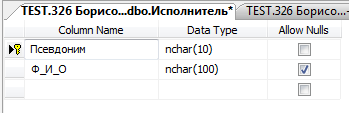 TEST.326 Борисо...dbo.Исполнитель* TEST.326 Борисо...-
Column Name Data Type Allow Nulls
Псевдоним nchar(10)
Ф_И_О nchar(100)